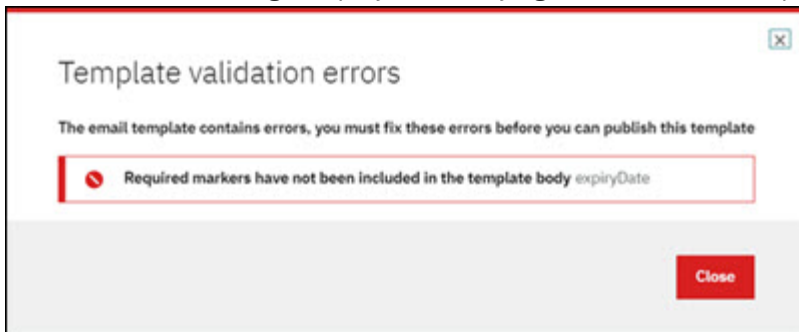 Template validation errors
The email template contains errors, you must fix these errors before you can publish this template
Required markers have not been included in the template body expiryDate
Close